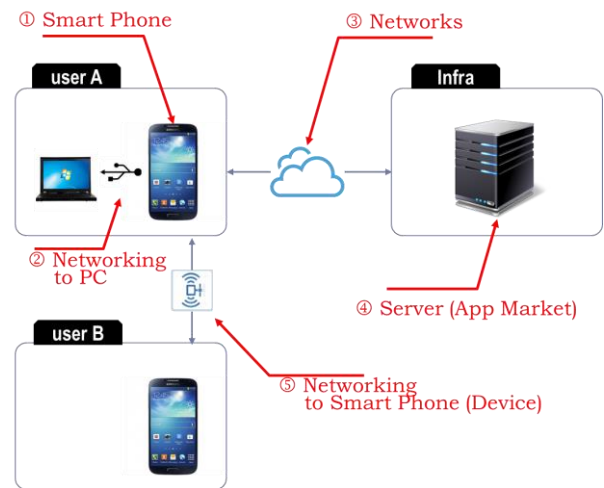 ① Smart Phone
③ Networks
user A
Infra
② Networking
to PC
④ Server (App Market)
user B
⑤ Networking
to Smart Phone (Device)